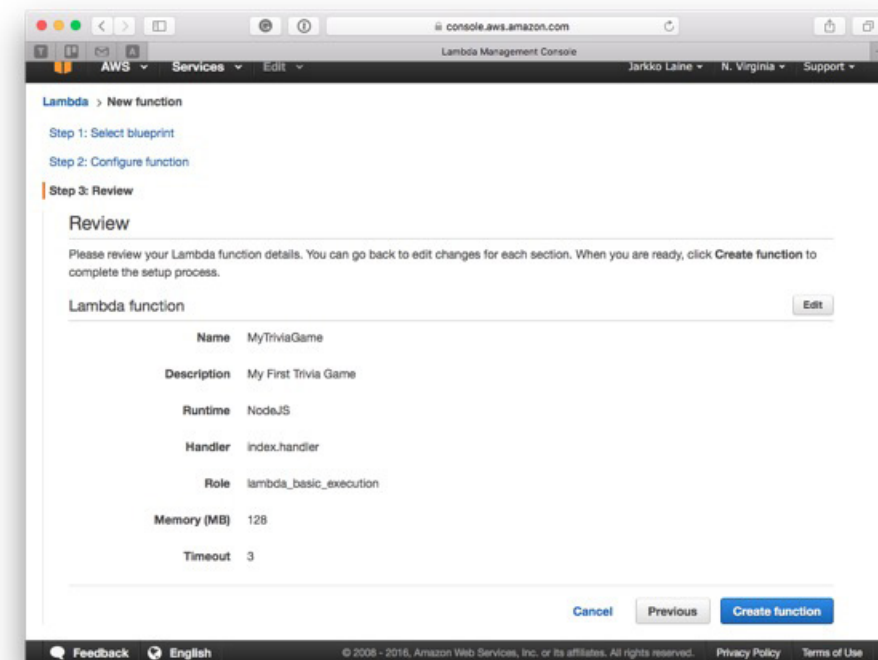 console.aws.amazon.com
T A Lambda Management Console
AWS Services Edit Jarkko Laine N. Virginia Support
Lambda > New function
Step 1: Select blueprint
Step 2: Configure function
Step 3: Review
Review
Please review your Lambda function details. You can go back to edit changes for each section. When you are ready, click Create function to
complete the setup process.
Lambda function Edit
Name MyTriviaGame
Description My First Trivia Game
Runtime NodeJS
Handler index.handler
Role lambda_basic_execution
Memory (MB) 128
Timeout 3
Cancel Previous Create function
Feedback English © 2008 - 2016, Amazon Web Services, Inc. or its affiliates. All rights reserved. Privacy Policy Terms of Use